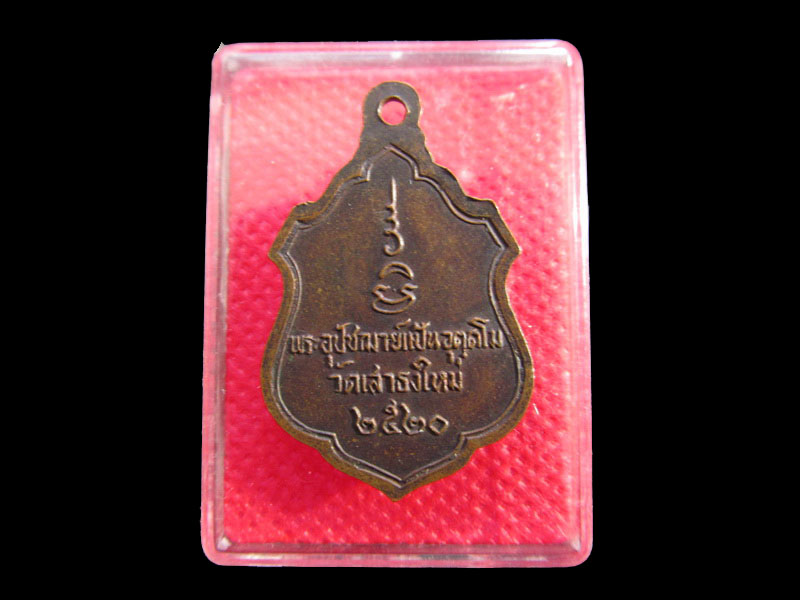 พระอุปัชฌาย์แป้นอุตฺตโม
วัดเสาธงใหม่
๒๕๒๐